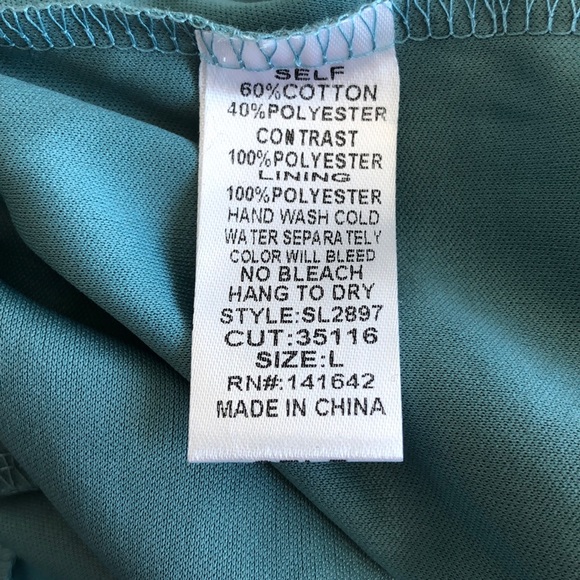 SELF
60%COTTON
40%POLYESTER
CONTRAST
100%POLYESTER
LINING
100%POLYESTER
HAND WASH COLD
WATER SEPARATELY
COLOR WILL BLEED
NO BLEACH
HANG TO DRY
STYLE:SL2897
CUT:35116
SIZE:L
RN#:141642
MADE IN CHINA